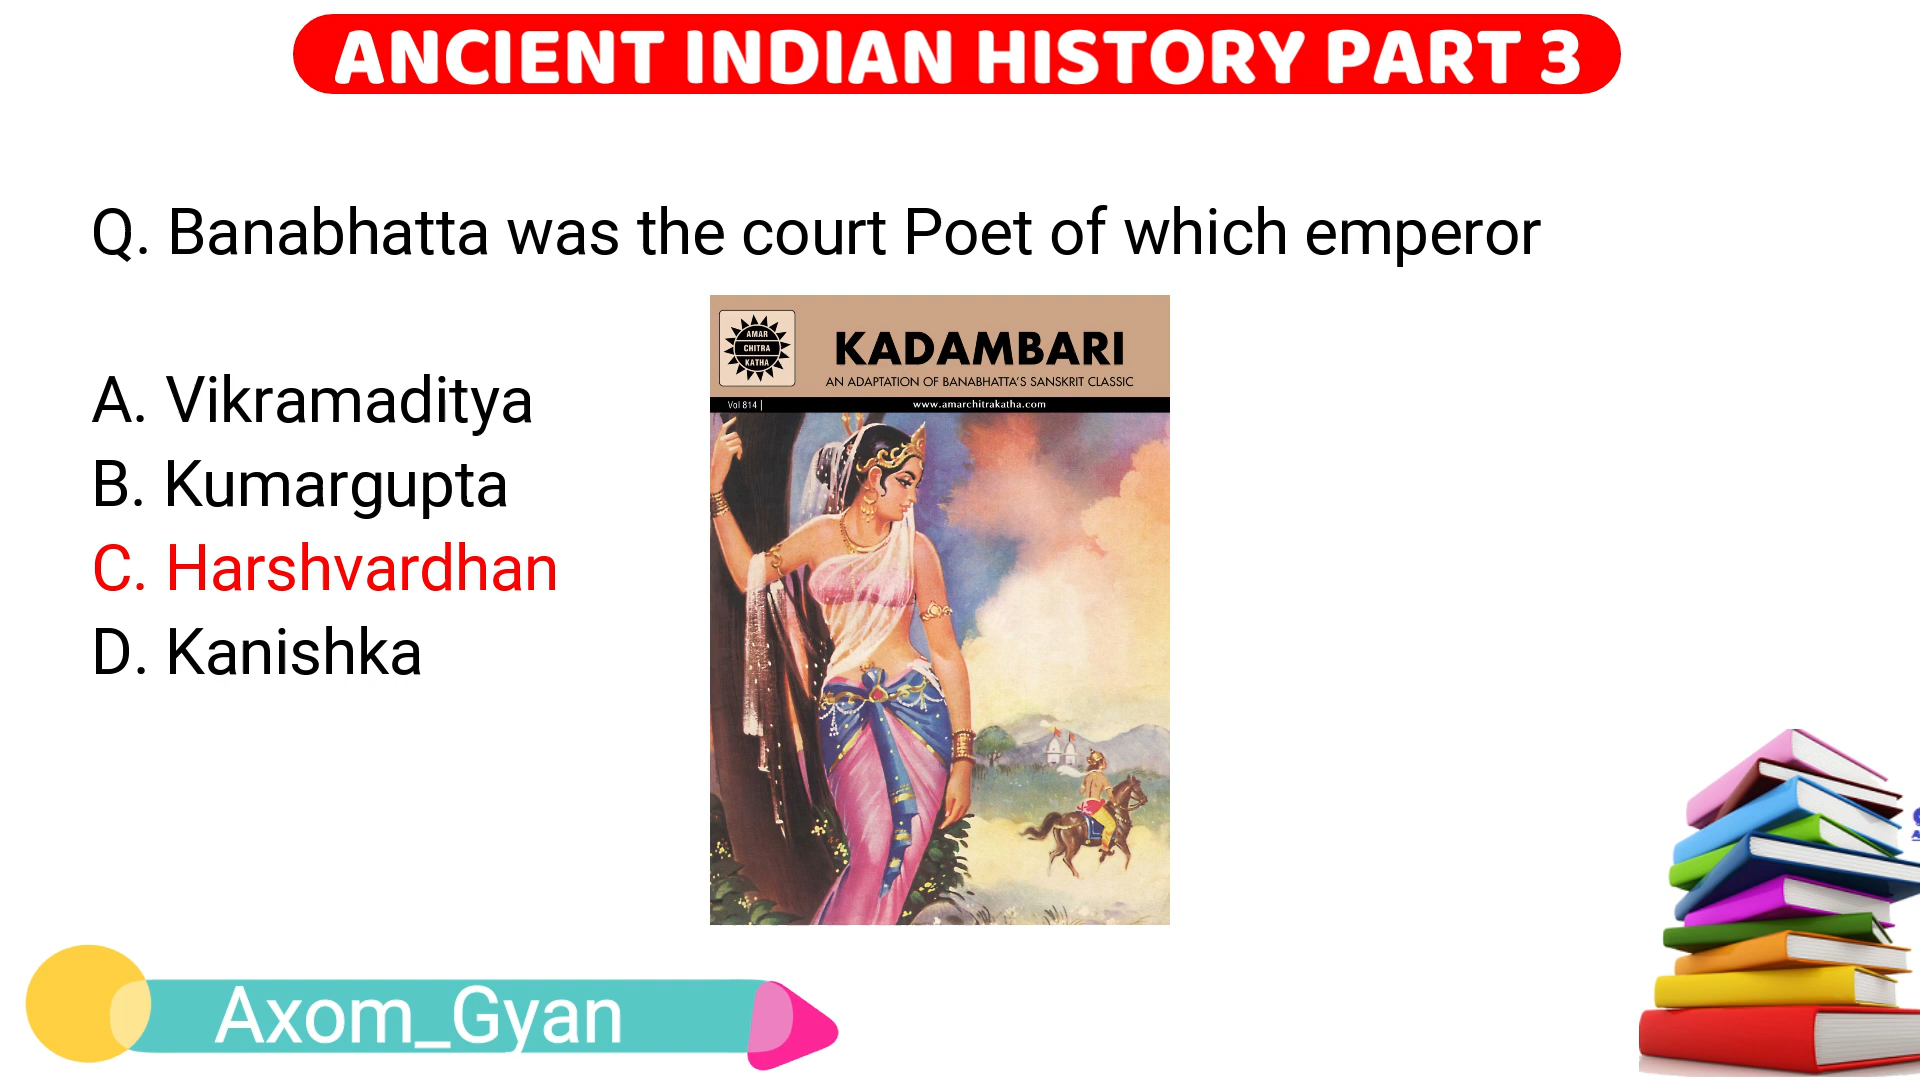 ANCIENT INDIAN HISTORY PART 3
Q. Banabhatta was the court Poet of which emperor
A. Vikramaditya
B. Kumargupta
C. Harshvardhan
D. Kanishka
AMAR
CHITRA
KATHA
KADAMBARI
AN ADAPTATION OF BANABHATTA'S SANSKRIT CLASSIC
Vol 814 |
www.amarchitrakatha.com
Axom_Gyan